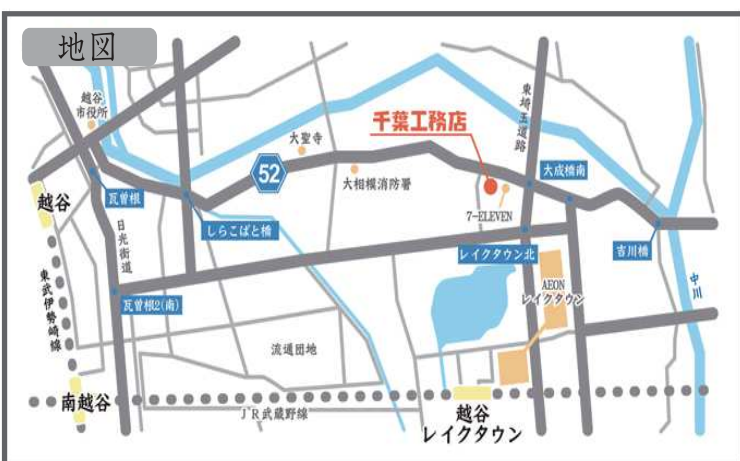 地図
越谷
市役所
大聖寺
千葉工務店
東埼玉道路
52
大相模消防署
大成橋南
瓦曽根
越谷
しらこばと橋
7-ELEVEN
日光街道
レイクタウン北
吉川橋
東武伊勢崎線
瓦曽根2(南)
AEON
レイクタウン
中川
流通団地
南越谷
JR武蔵野線
越谷
レイクタウン